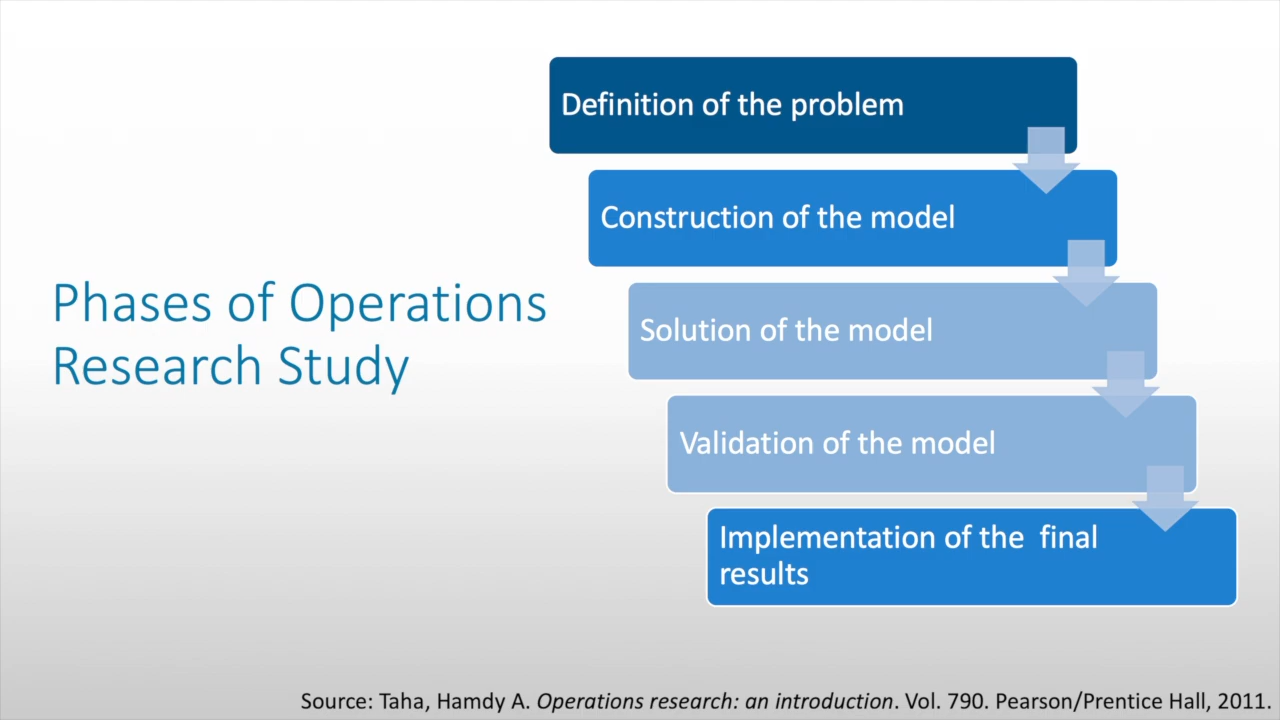 Phases of Operations
Research Study
Definition of the problem
Construction of the model
Solution of the model
Validation of the model
Implementation of the  final
results
Source: Taha, Hamdy A. Operations research: an introduction. Vol. 790. Pearson/Prentice Hall, 2011.